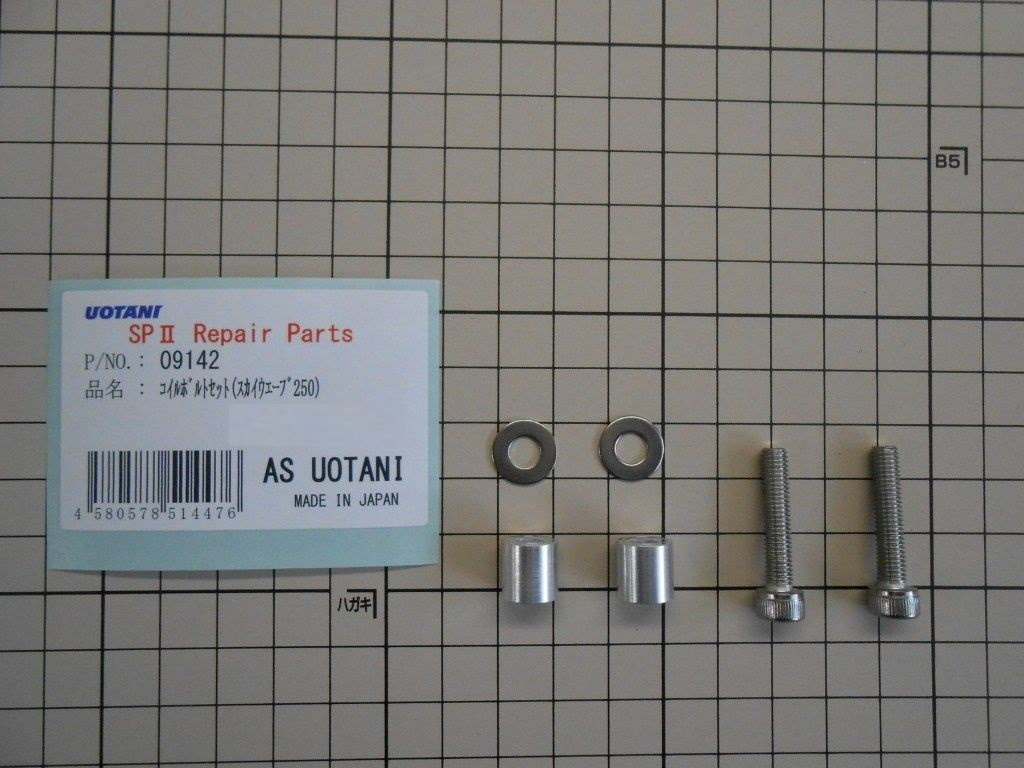 B5
UOTANI
SPⅡ Repair Parts
P/NO.: 09142
品名 : ｺｲﾙﾎﾞﾙﾄｾｯﾄ(ｽｶｲｳｴｰﾌﾞ250)
AS UOTANI
MADE IN JAPAN
4 580578 514476
ハガキ